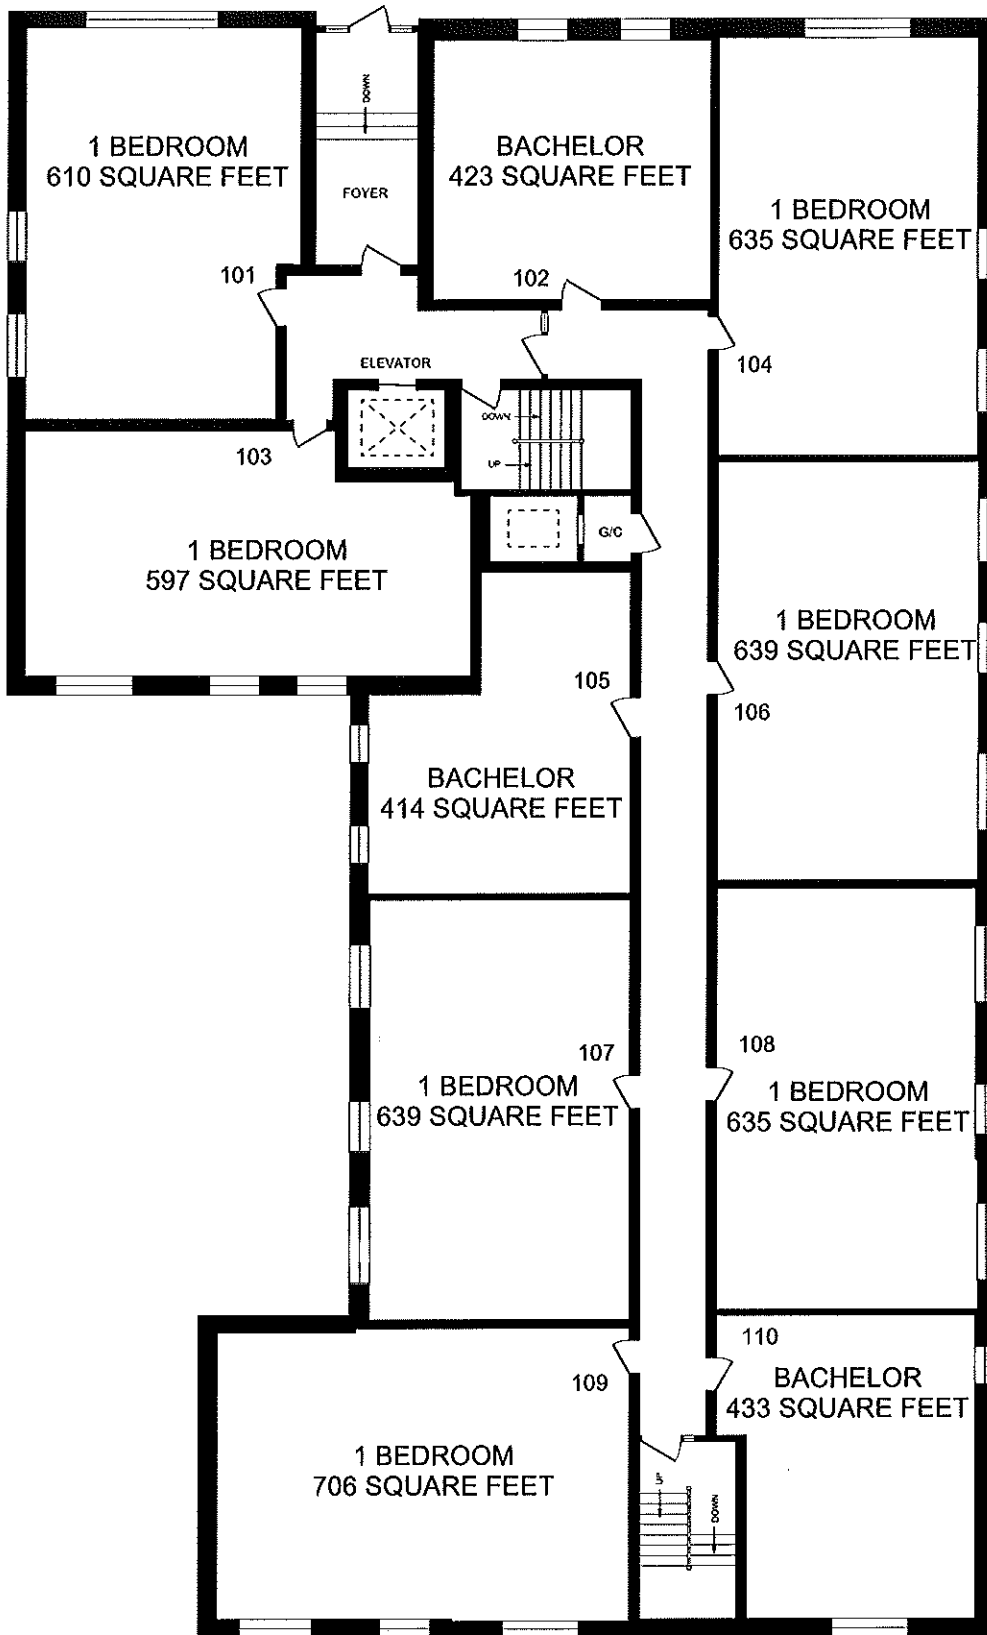 DOWN
1 BEDROOM
610 SQUARE FEET
FOYER
BACHELOR
423 SQUARE FEET
1 BEDROOM
635 SQUARE FEET
101
102
ELEVATOR
104
DOWN
UP
103
G/C
1 BEDROOM
597 SQUARE FEET
1 BEDROOM
639 SQUARE FEET
105
106
BACHELOR
414 SQUARE FEET
107
108
1 BEDROOM
639 SQUARE FEET
1 BEDROOM
635 SQUARE FEET
110
109
BACHELOR
433 SQUARE FEET
1 BEDROOM
706 SQUARE FEET
UP
DOWN